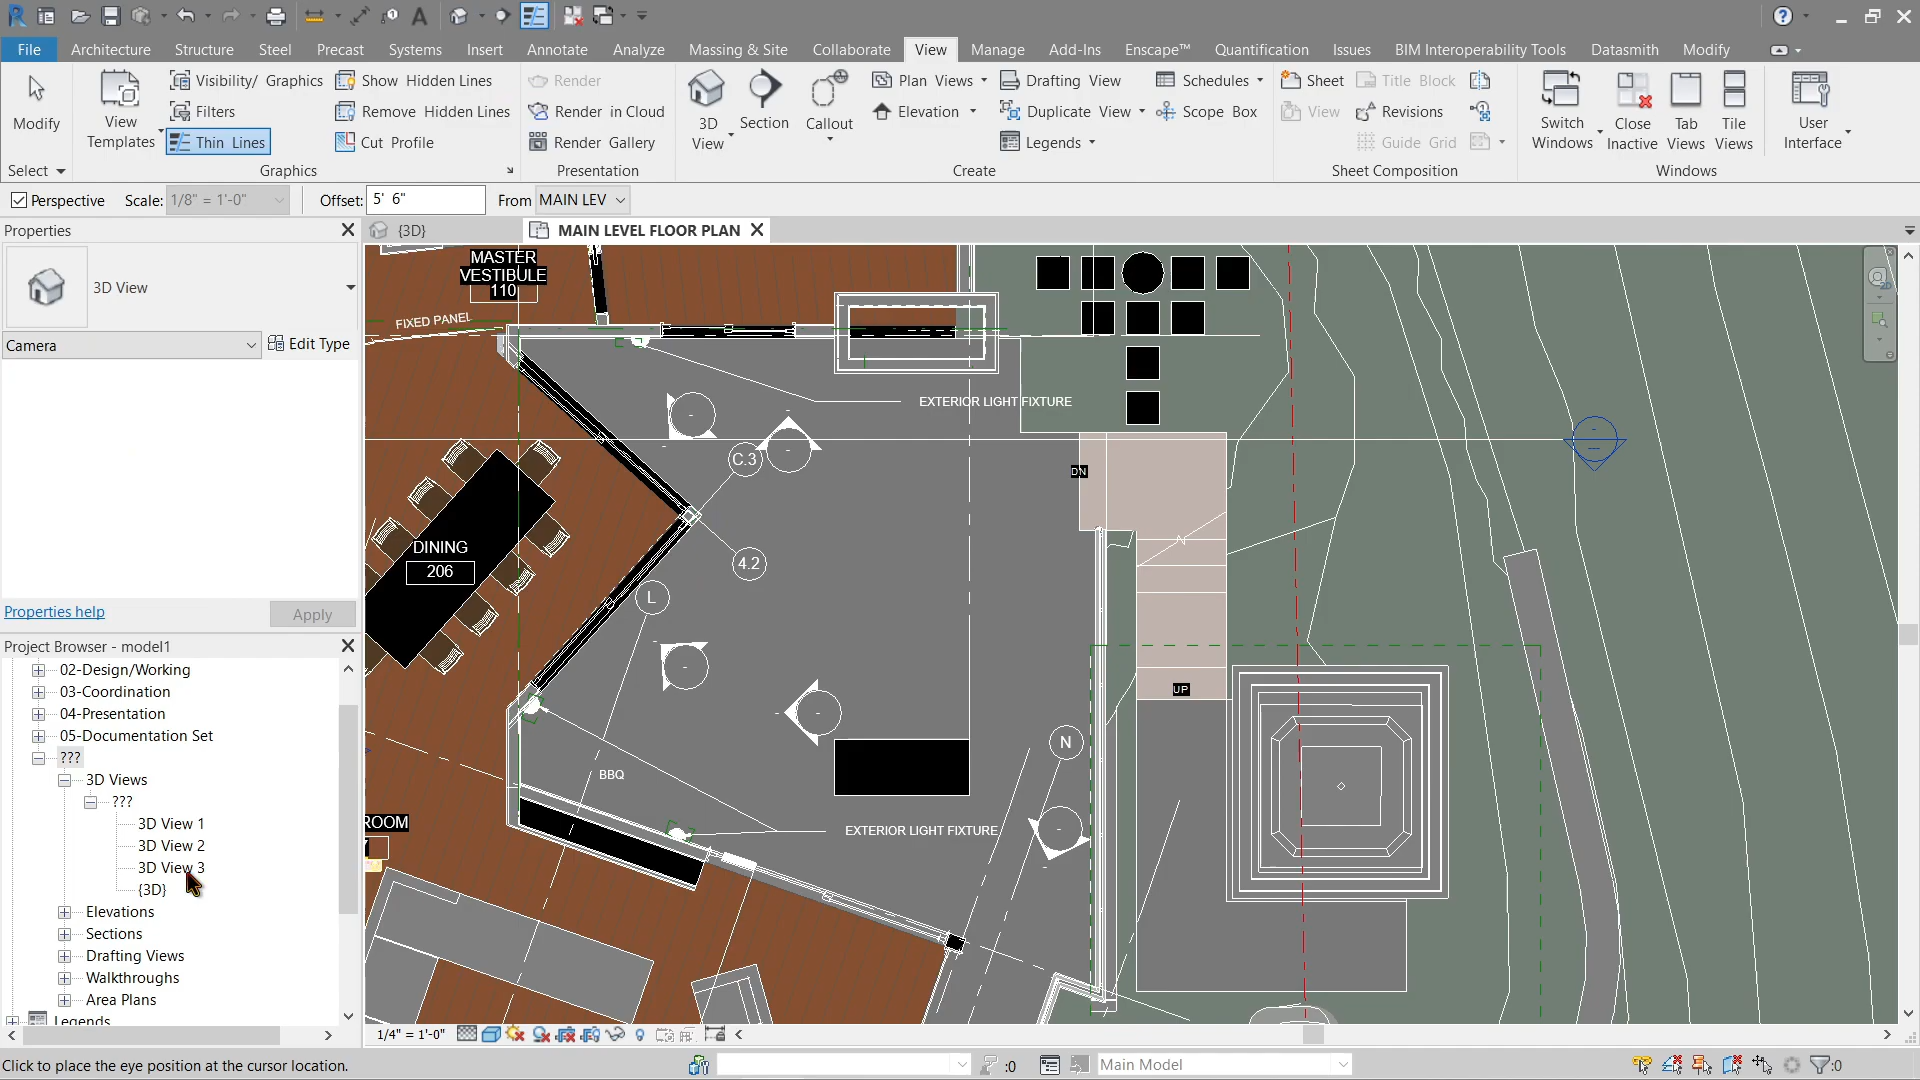 File
Architecture
Structure
Steel
Precast
Systems
Insert
Annotate
Analyze
Massing & Site
Collaborate
View
Manage
Add-Ins
Enscape™
Quantification
Issues
BIM Interoperability Tools
Datasmith
Modify
Modify
View
Templates
Visibility/ Graphics
Filters
Thin Lines
Show Hidden Lines
Remove Hidden Lines
Cut Profile
Render
Render in Cloud
Render Gallery
3D
View
Section
Callout
Plan Views
Elevation
Drafting View
Duplicate View
Legends
Schedules
Scope Box
Sheet
View
Title Block
Revisions
Guide Grid
Switch
Windows
Close
Inactive
Tab
Views
Tile
Views
User
Interface
Select
Graphics
Presentation
Create
Sheet Composition
Windows
Perspective
Scale:
1/8" = 1'-0"
Offset:
5' 6"
From
MAIN LEV
Properties
{3D}
MAIN LEVEL FLOOR PLAN
3D View
Camera
Edit Type
Properties help
Apply
Project Browser - model1
02-Design/Working
03-Coordination
04-Presentation
05-Documentation Set
???
3D Views
???
3D View 1
3D View 2
3D View 3
{3D}
Elevations
Sections
Drafting Views
Walkthroughs
Area Plans
Legends
MASTER
VESTIBULE
110
FIXED PANEL
EXTERIOR LIGHT FIXTURE
C.3
DN
DINING
206
4.2
L
UP
N
BBQ
ROOM
EXTERIOR LIGHT FIXTURE
2D
1/4" = 1'-0"
Click to place the eye position at the cursor location.
:0
Main Model
:0